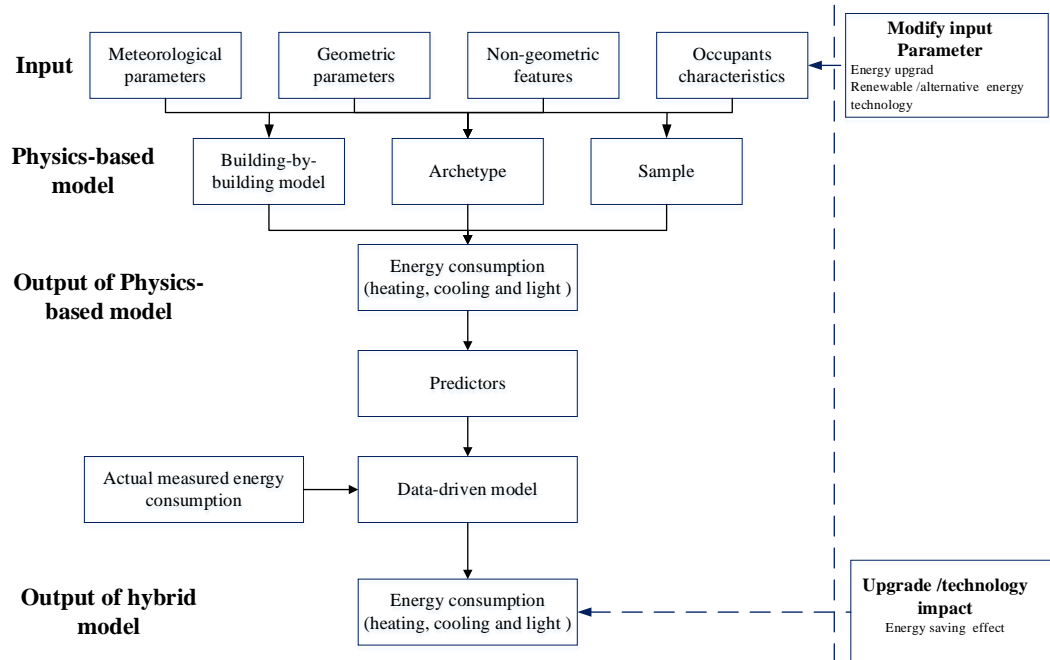 Input
Meteorological
parameters
Geometric
parameters
Non-geometric
features
Occupants
characteristics
Modify input
Parameter
Energy upgrad
Renewable /alternative energy
technology
Physics-based
model
Building-by-
building model
Archetype
Sample
Output of Physics-
based model
Energy consumption
(heating, cooling and light )
Predictors
Actual measured energy
consumption
Data-driven model
Output of hybrid
model
Energy consumption
(heating, cooling and light )
Upgrade /technology
impact
Energy saving effect